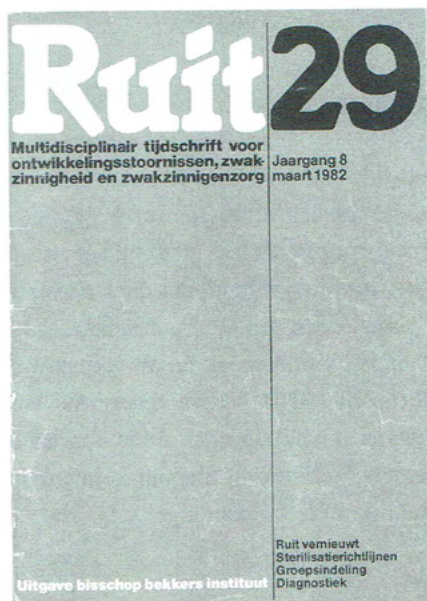 Ruit 29
Multidisciplinair tijdschrift voor
ontwikkelingsstoornissen, zwak-
zinnigheid en zwakzinnigenzorg
Jaargang 8
maart 1982
Ruit vernieuwt
Sterilisatierichtlijnen
Groepsindeling
Diagnostiek
Uitgave bisschop bekkers instituut